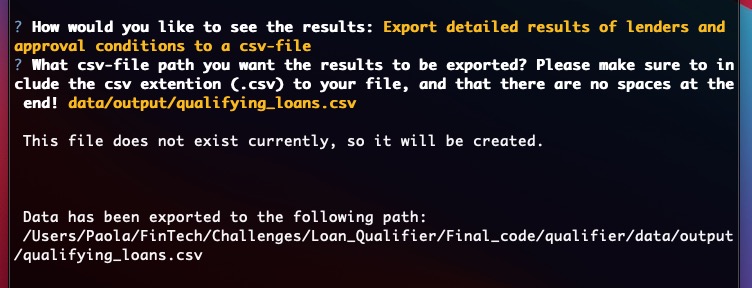 ? How would you like to see the results: Export detailed results of lenders and
approval conditions to a csv-file
? What csv-file path you want the results to be exported? Please make sure to in
clude the csv extention (.csv) to your file, and that there are no spaces at the
end! data/output/qualifying_loans.csv
This file does not exist currently, so it will be created.
Data has been exported to the following path:
/Users/Paola/FinTech/Challenges/Loan_Qualifier/Final_code/qualifier/data/output
/qualifying_loans.csv